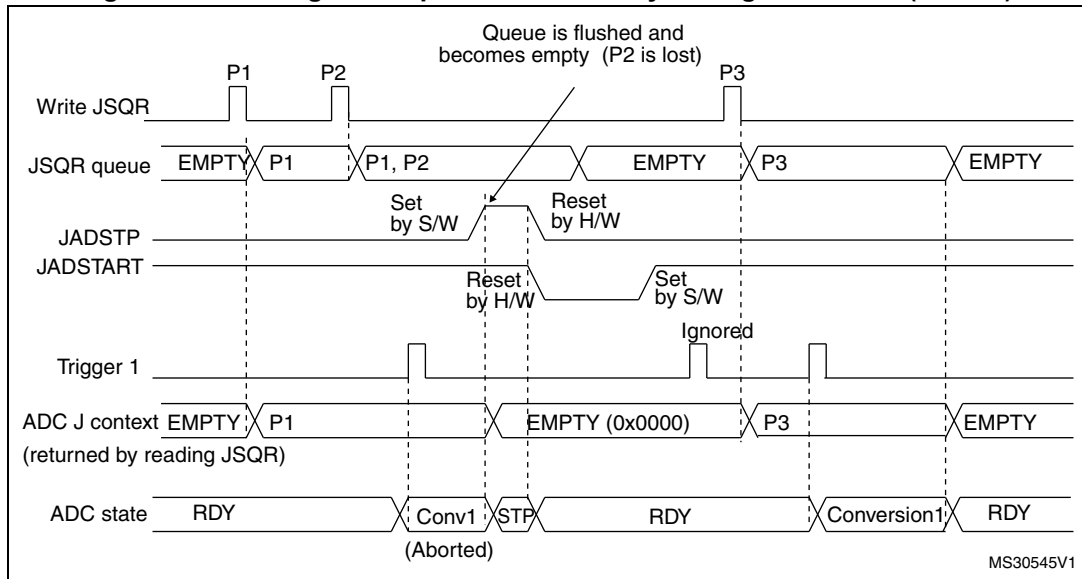 Queue is flushed and
becomes empty (P2 is lost)
P1 P2 P3
Write JSQR
JSQR queue EMPTY P1 P1, P2 EMPTY P3 EMPTY
Set
by S/W
Reset
by H/W
JADSTP
JADSTART
Reset
by H/W
Set
by S/W
Ignored
Trigger 1
ADC J context EMPTY P1 EMPTY (0x0000) P3 EMPTY
(returned by reading JSQR)
ADC state RDY Conv1 STP RDY Conversion1 RDY
(Aborted)
MS30545V1